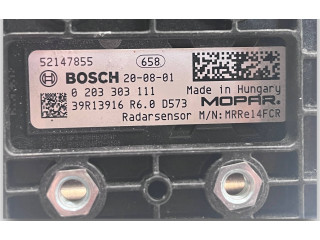 52147855 658
BOSCH 20-08-01
0 203 303 111 Made in Hungary
39R13916 R6.0 D573 MOPAR.
Radarsensor M/N:MRRe14FCR